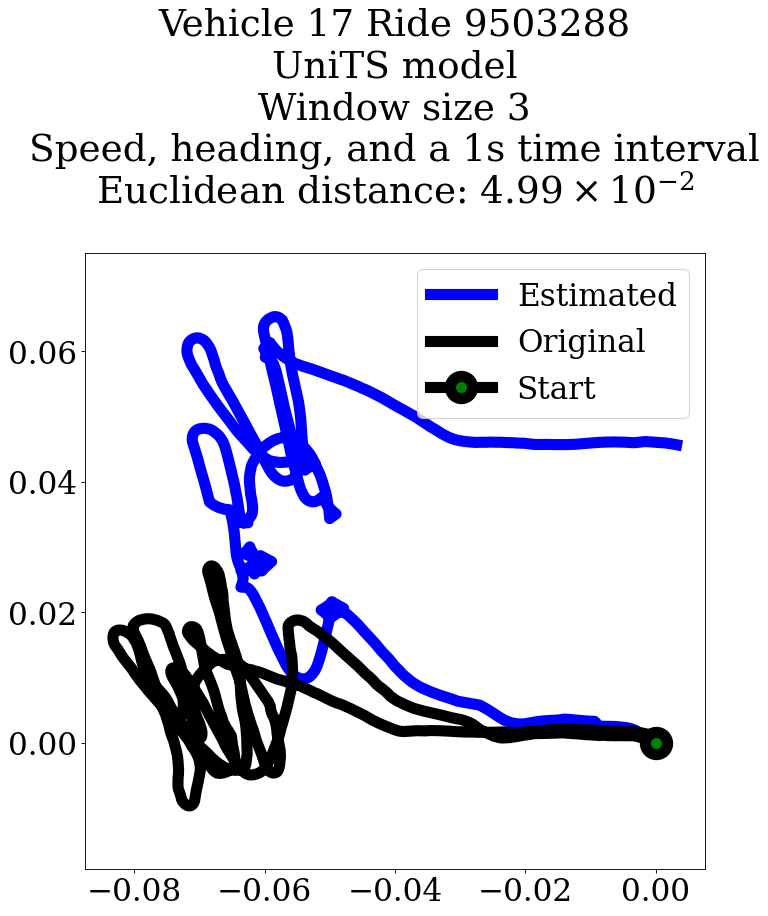 Vehicle 17 Ride 9503288
UniTS model
Window size 3
Speed, heading, and a 1s time interval
Euclidean distance: 4.99 × 10⁻²
Estimated
Original
Start
0.06
0.04
0.02
0.00
−0.08 −0.06 −0.04 −0.02 0.00